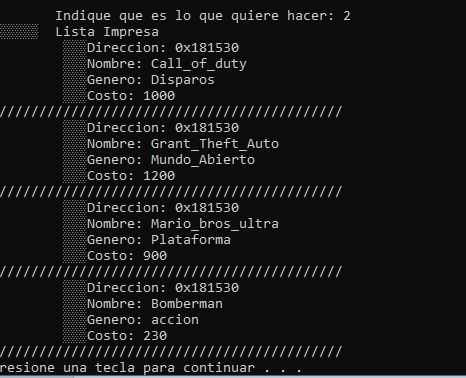 Indique que es lo que quiere hacer: 2
░░░░░ Lista Impresa
░░░Direccion: 0x181530
░░░Nombre: Call_of_duty
░░░Genero: Disparos
░░░Costo: 1000
///////////////////////////////////////////
░░░Direccion: 0x181530
░░░Nombre: Grant_Theft_Auto
░░░Genero: Mundo_Abierto
░░░Costo: 1200
///////////////////////////////////////////
░░░Direccion: 0x181530
░░░Nombre: Mario_bros_ultra
░░░Genero: Plataforma
░░░Costo: 900
///////////////////////////////////////////
░░░Direccion: 0x181530
░░░Nombre: Bomberman
░░░Genero: accion
░░░Costo: 230
///////////////////////////////////////////
resione una tecla para continuar . . .